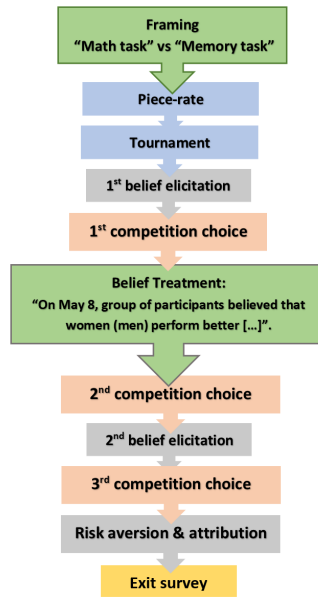 Framing
“Math task” vs “Memory task”
Piece-rate
Tournament
1st belief elicitation
1st competition choice
Belief Treatment:
“On May 8, group of participants believed that
women (men) perform better [...]”.
2nd competition choice
2nd belief elicitation
3rd competition choice
Risk aversion & attribution
Exit survey